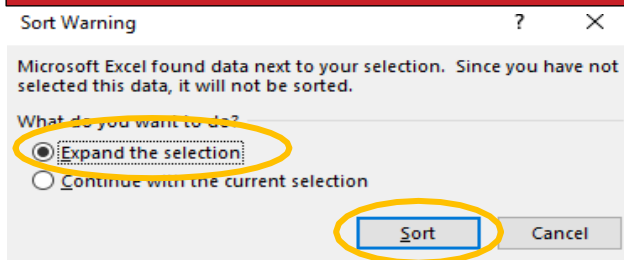 Sort Warning ? ×
Microsoft Excel found data next to your selection. Since you have not
selected this data, it will not be sorted.
What do you want to do?
Expand the selection
Continue with the current selection
Sort Cancel